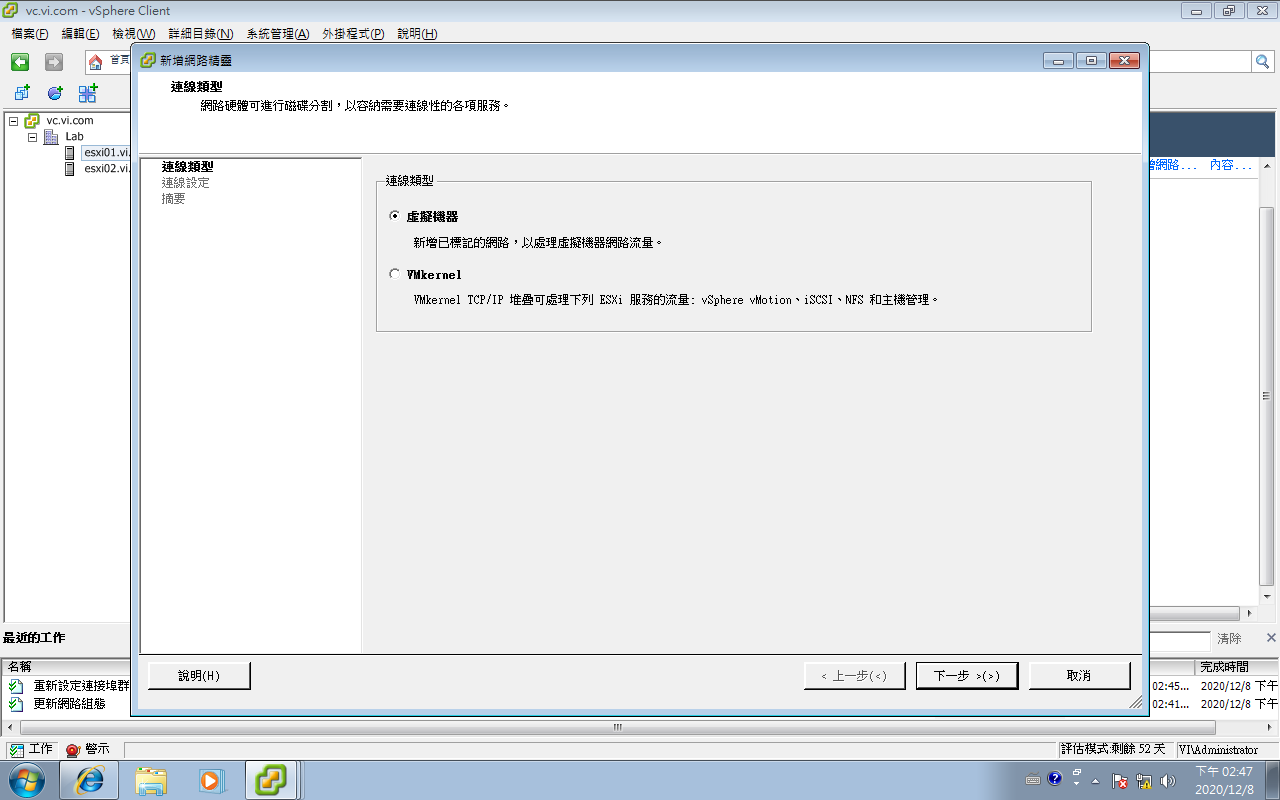 vc.vi.com - vSphere Client
檔案(F) 編輯(E) 檢視(W) 詳細目錄(N) 系統管理(A) 外掛程式(P) 說明(H)
首頁
新增網路精靈
連線類型
網路硬體可進行磁碟分割，以容納需要連線性的各項服務。
vc.vi.com
Lab
esxi01.vi.
esxi02.vi.
連線類型
連線設定
摘要
連線類型
虛擬機器
新增已標記的網路，以處理虛擬機器網路流量。
VMkernel
VMkernel TCP/IP 堆疊可處理下列 ESXi 服務的流量: vSphere vMotion、iSCSI、NFS 和主機管理。
增網路... 內容...
說明(H) < 上一步(<) 下一步 >(>) 取消
最近的工作 清除
名稱 完成時間
重新設定連接埠群 02:45... 2020/12/8 下午
更新網路組態 02:41... 2020/12/8 下午
工作 警示 評估模式:剩餘 52 天 VI\Administrator
下午 02:47
2020/12/8